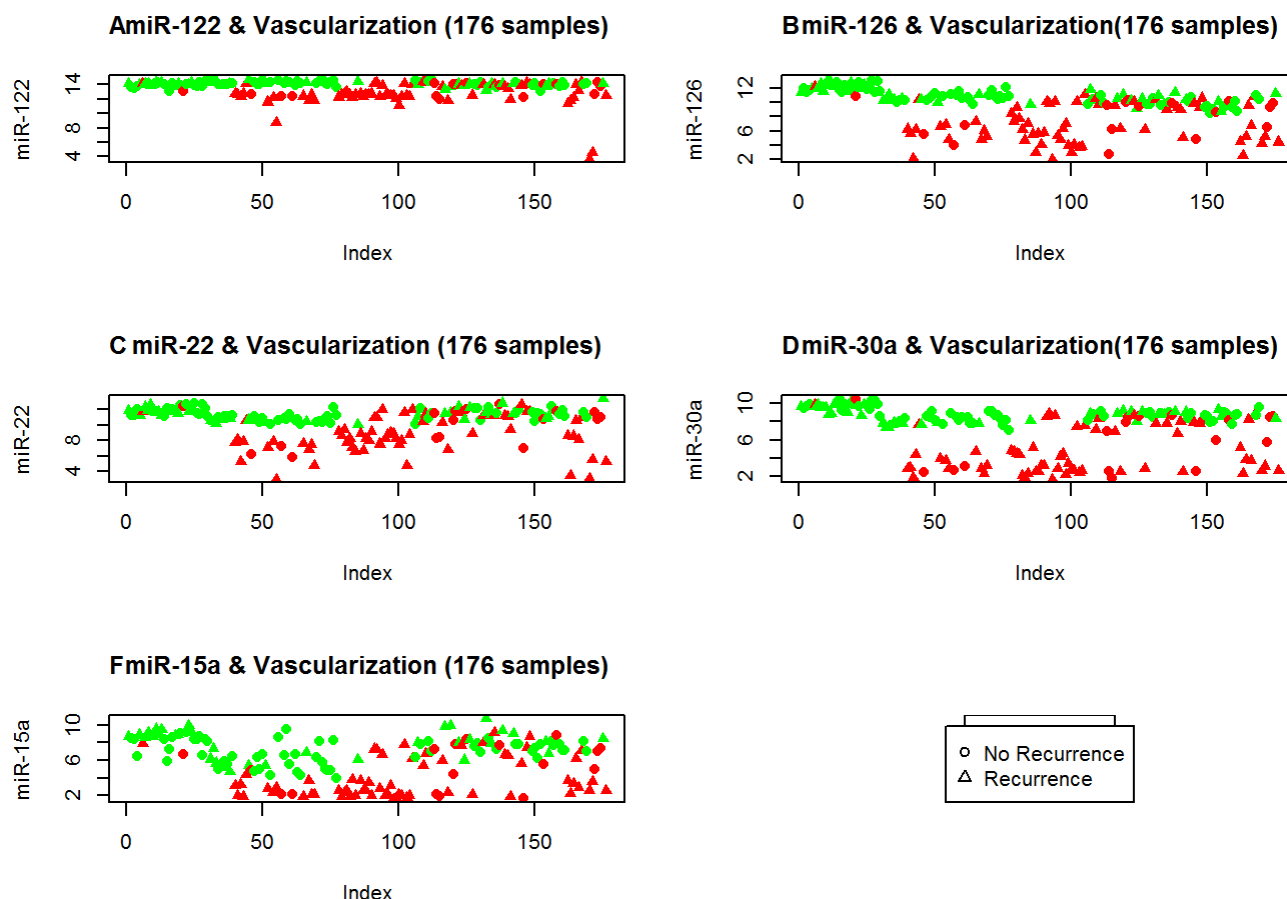 AmiR-122 & Vascularization (176 samples)
miR-122
4 8 14
0 50 100 150
Index
BmiR-126 & Vascularization(176 samples)
miR-126
2 6 12
0 50 100 150
Index
C miR-22 & Vascularization (176 samples)
miR-22
4 8
0 50 100 150
Index
DmiR-30a & Vascularization(176 samples)
miR-30a
2 6 10
0 50 100 150
Index
FmiR-15a & Vascularization (176 samples)
miR-15a
2 6 10
0 50 100 150
Index
No Recurrence
Recurrence